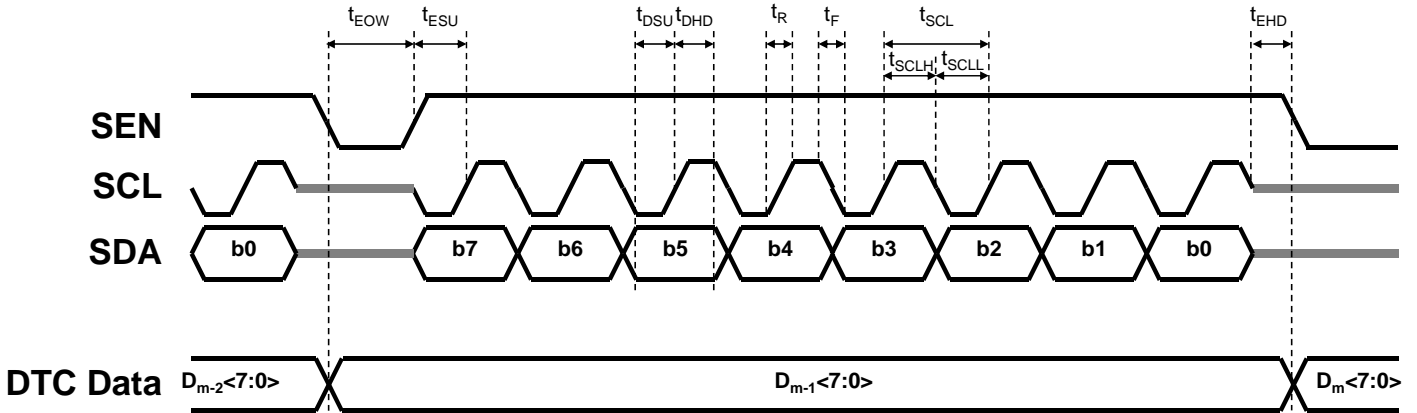 tEOW tESU tDSU tDHD tR tF tSCL tEHD
tSCLH tSCLL
SEN
SCL
SDA b0 b7 b6 b5 b4 b3 b2 b1 b0
DTC Data Dm-2<7:0> Dm-1<7:0> Dm<7:0>